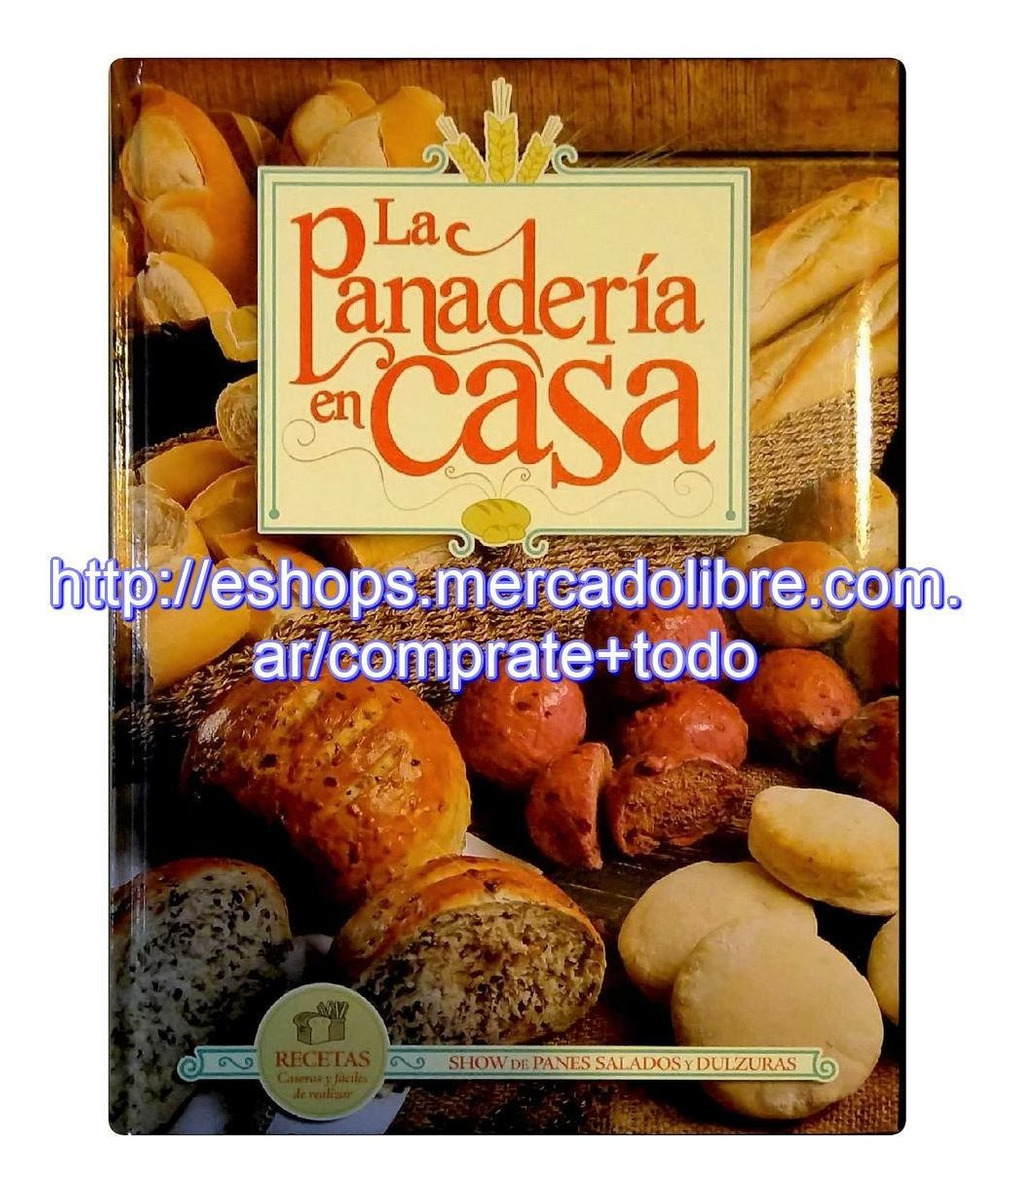 La
Panadería
en casa
http://eshops.mercadolibre.com.
ar/comprate+todo
RECETAS
Caseras y fáciles
de realizar
SHOW DE PANES SALADOS Y DULZURAS